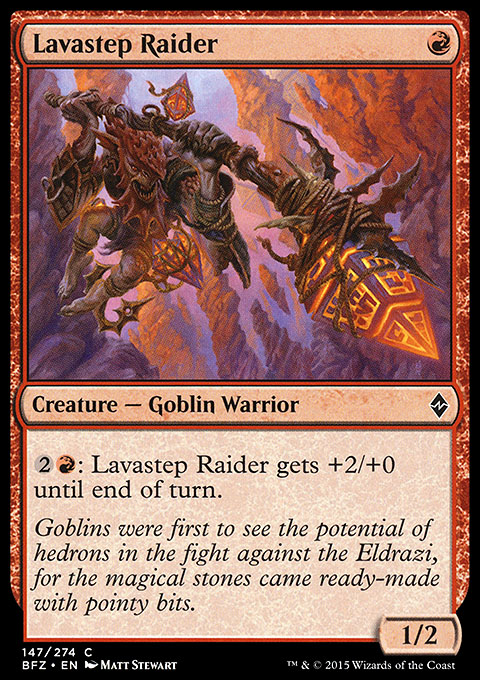 Lavastep Raider
Creature — Goblin Warrior
2: Lavastep Raider gets +2/+0
until end of turn.
Goblins were first to see the potential of
hedrons in the fight against the Eldrazi,
for the magical stones came ready-made
with pointy bits.
1/2
147/274 C
BFZ • EN Matt Stewart
™ & © 2015 Wizards of the Coast